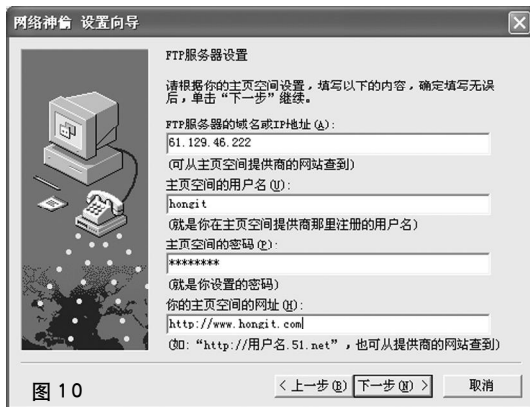 网络神偷 设置向导
FTP服务器设置
请根据你的主页空间设置，填写以下的内容，确定填写无误
后，单击“下一步”继续。
FTP服务器的域名或IP地址(A):
61.129.46.222
(可从主页空间提供商的网站查到)
主页空间的用户名(U):
hongit
(就是你在主页空间提供商那里注册的用户名)
主页空间的密码(P):
********
(就是你设置的密码)
你的主页空间的网址(H):
http://www.hongit.com
(如: “http://用户名.51.net”，也可从提供商的网站查到)
图10
< 上一步(B) 下一步(N) > 取消